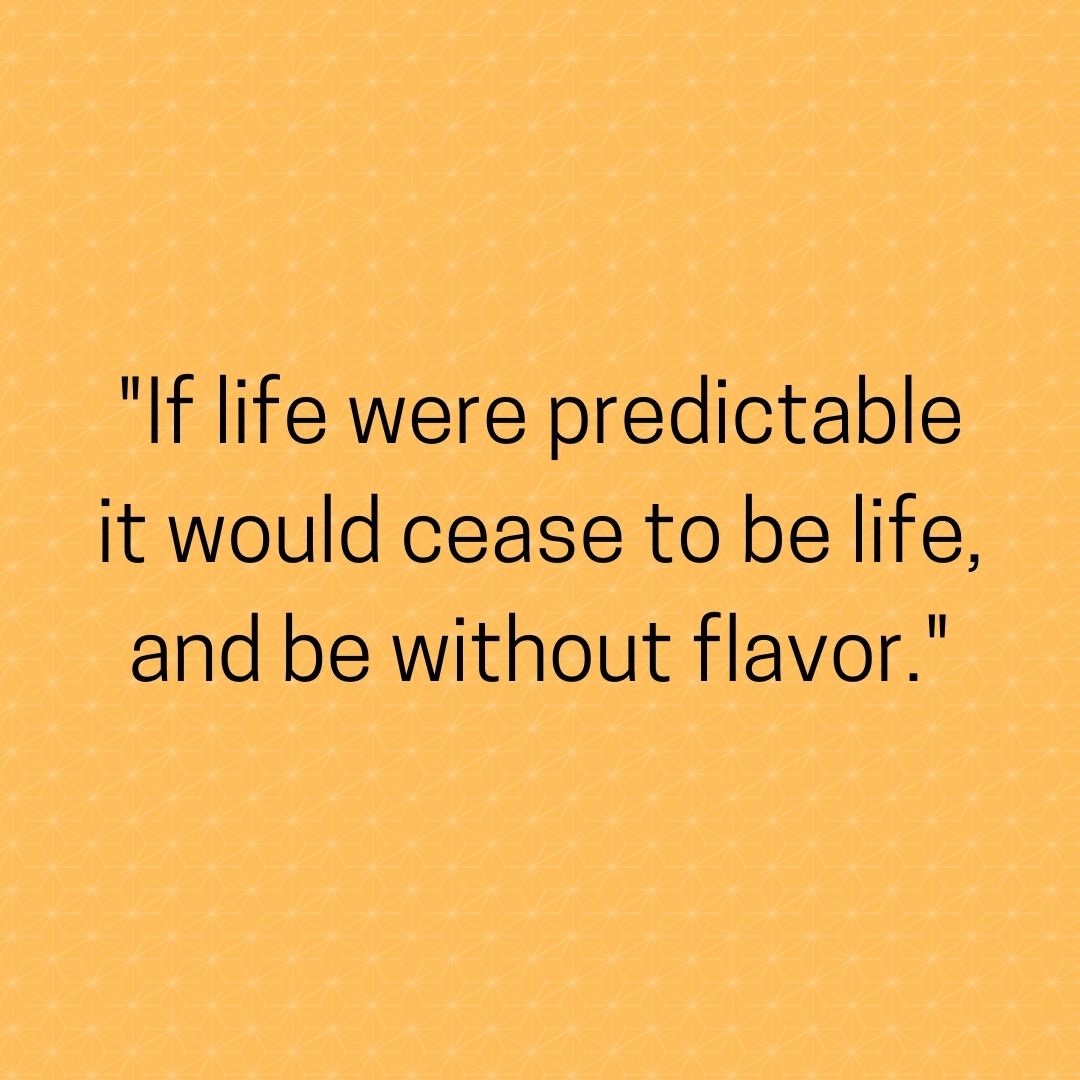 "If life were predictable
it would cease to be life,
and be without flavor."